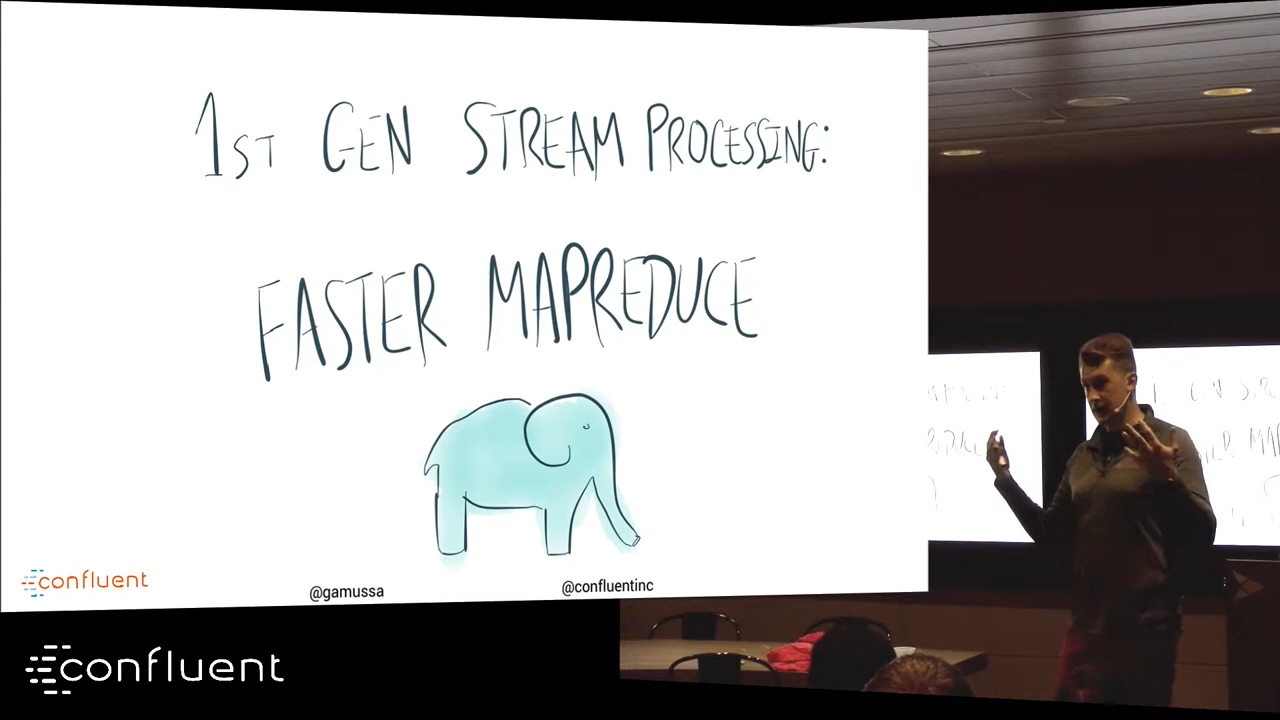 1ST GEN STREAM PROCESSING:
FASTER MAPREDUCE
confluent
@gamussa
@confluentinc
confluent